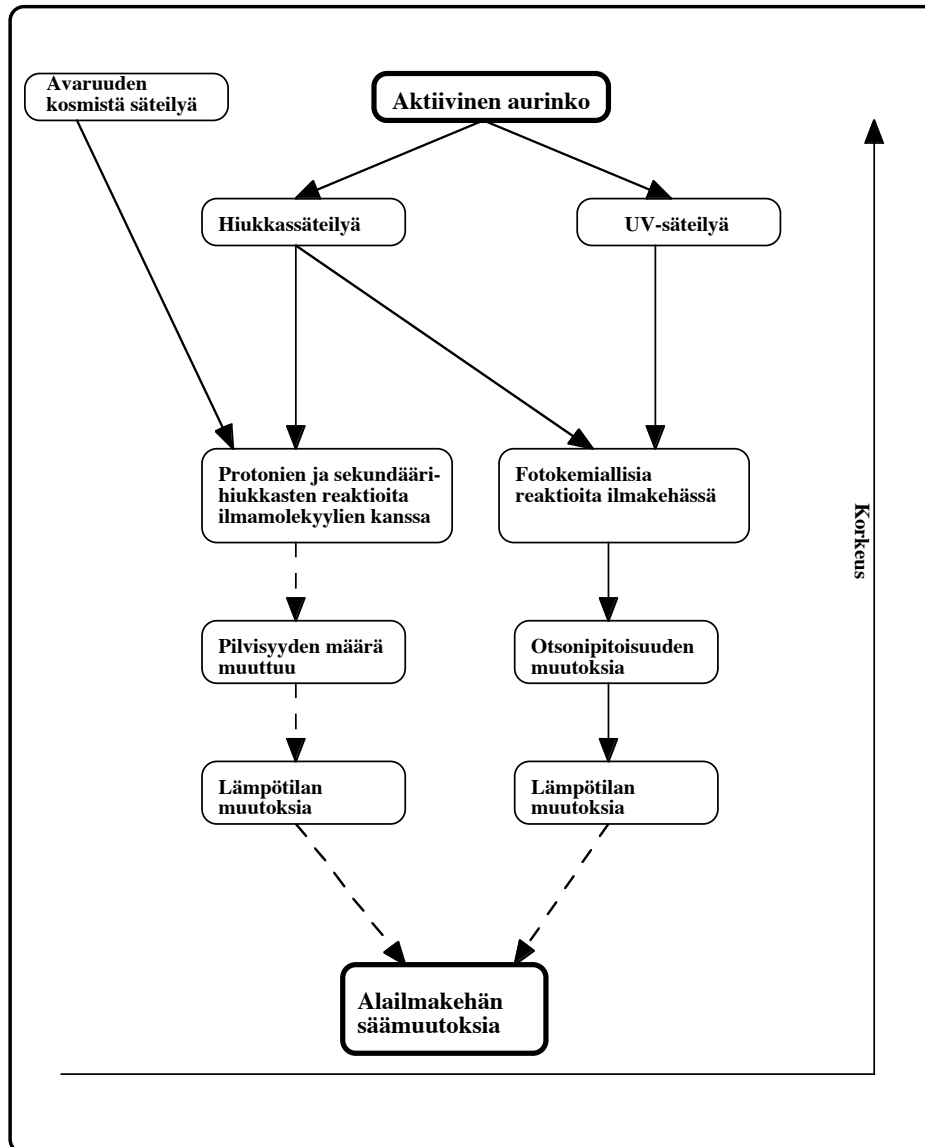 Avaruuden
kosmistä säteilyä
Aktiivinen aurinko
Hiukkassäteilyä
UV-säteilyä
Protonien ja sekundääri-
hiukkasten reaktioita
ilmamolekyylien kanssa
Fotokemiallisia
reaktioita ilmakehässä
Korkeus
Pilvisyyden määrä
muuttuu
Otsonipitoisuuden
muutoksia
Lämpötilan
muutoksia
Lämpötilan
muutoksia
Alailmakehän
säämuutoksia